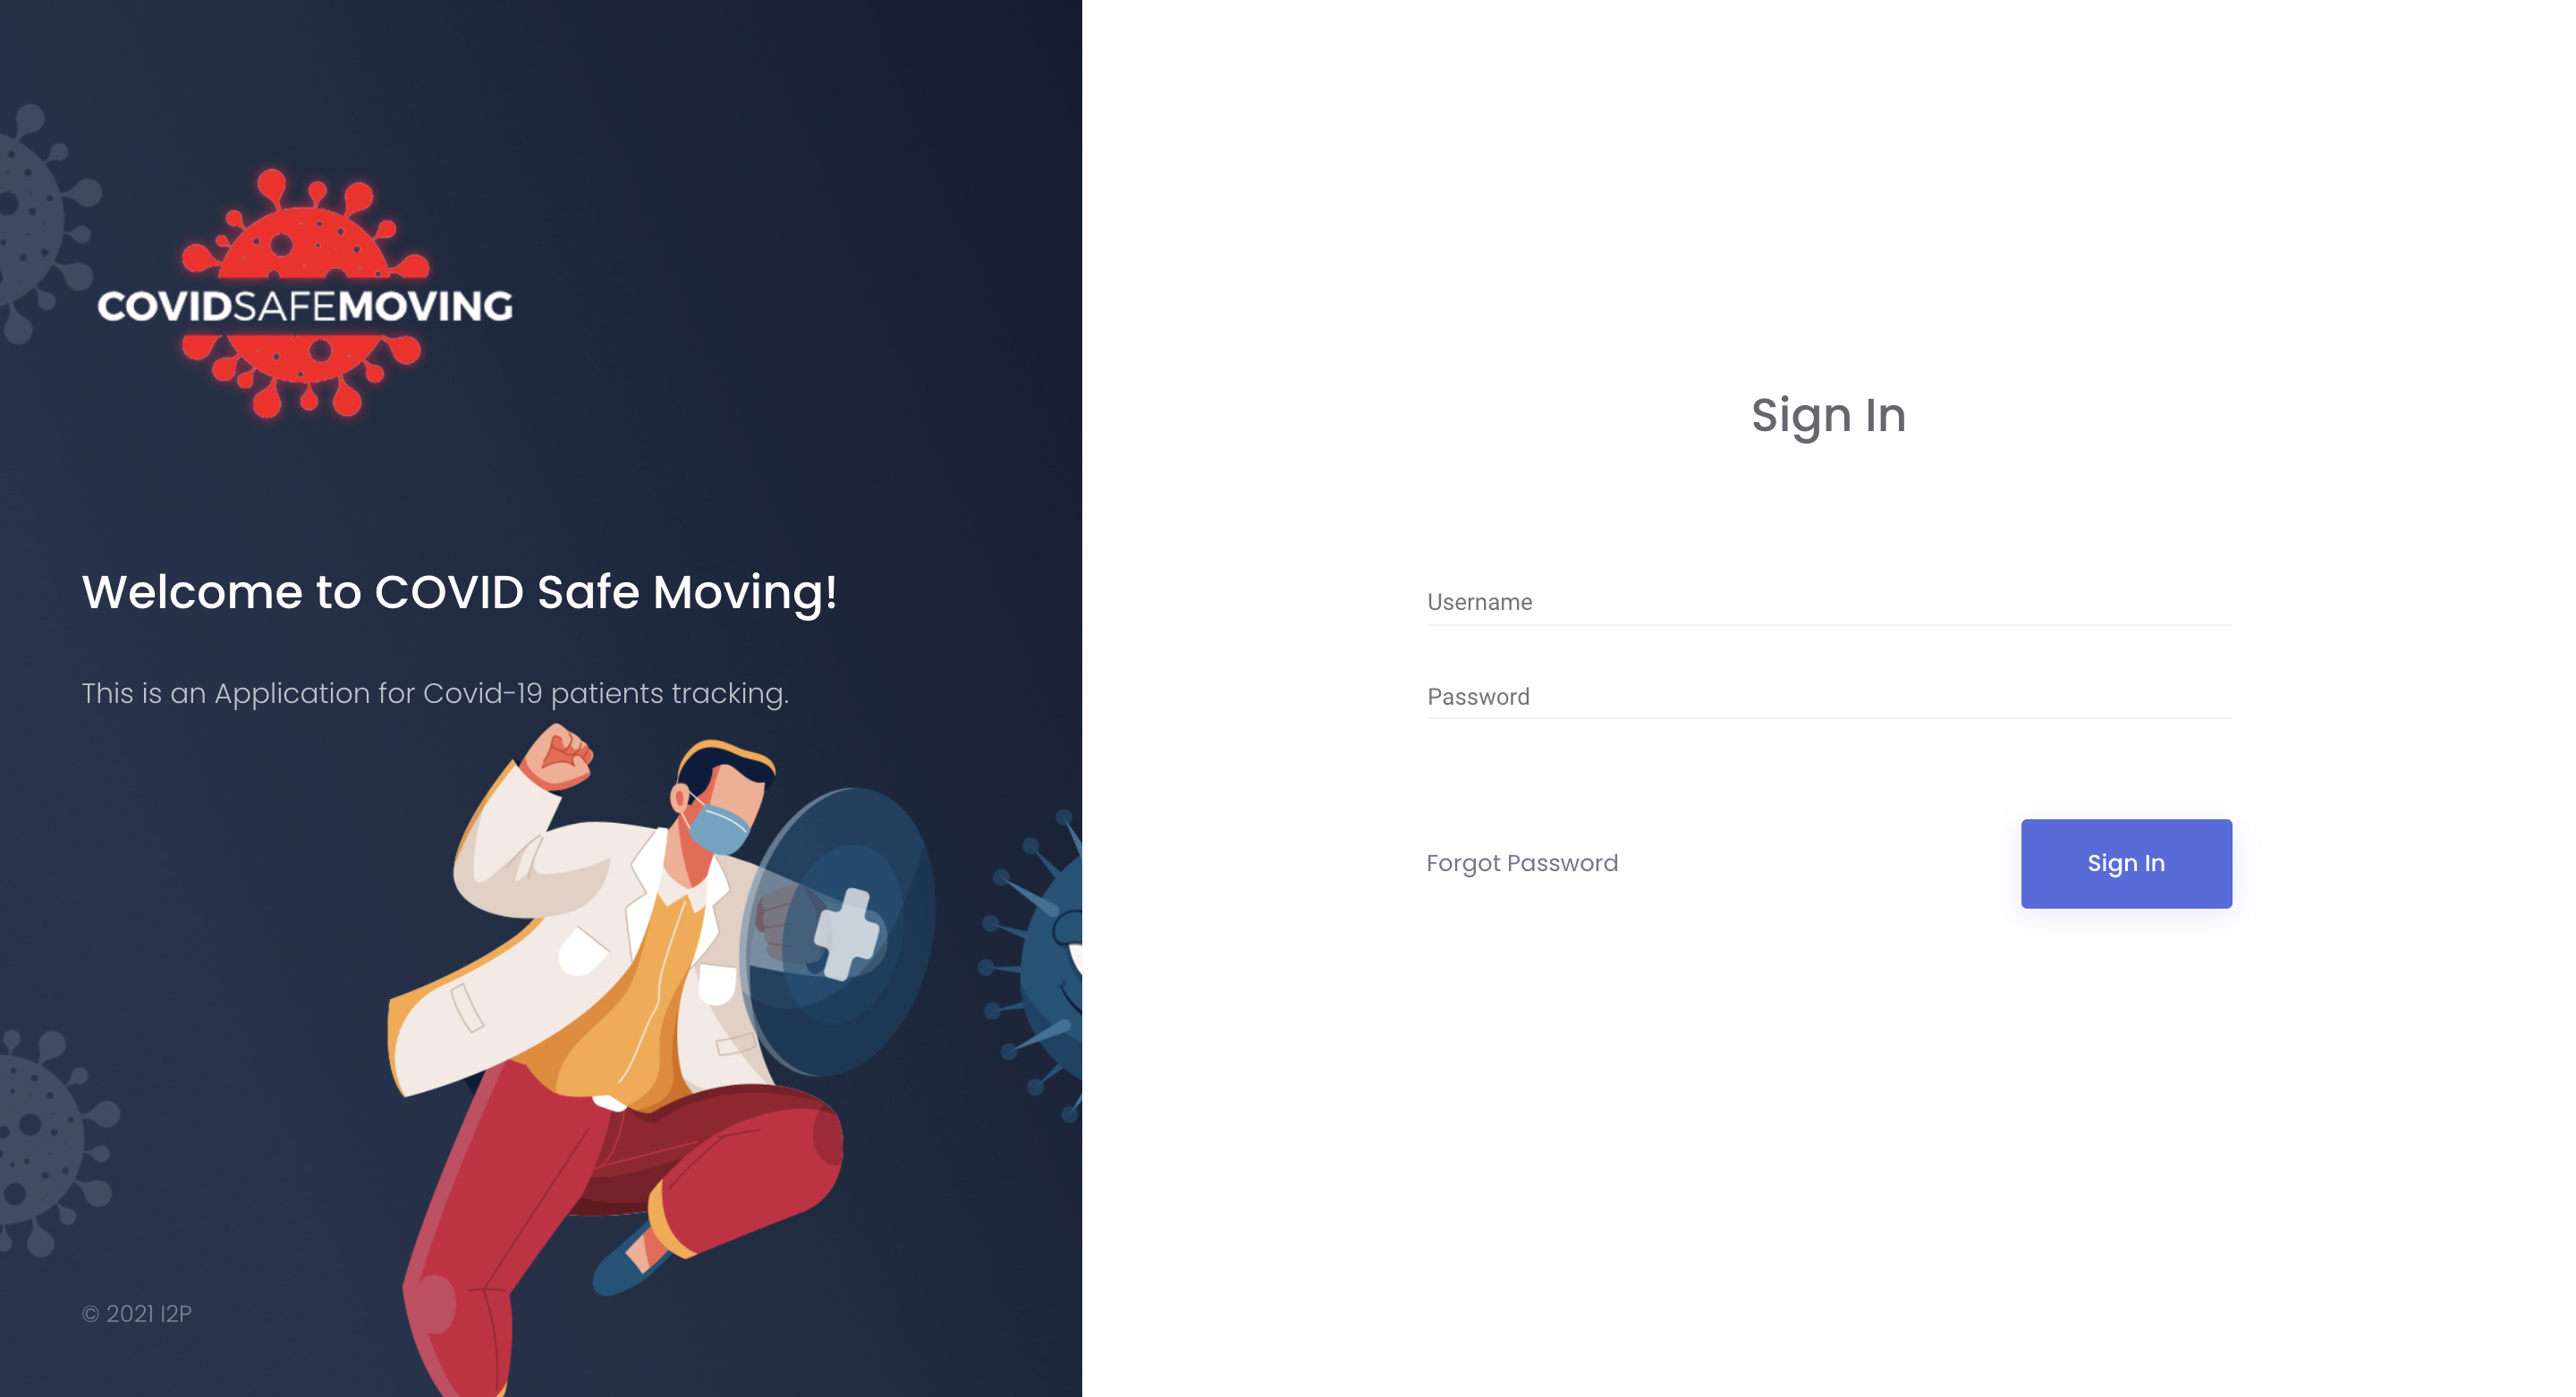 COVIDSAFEMOVING
Welcome to COVID Safe Moving!
This is an Application for Covid-19 patients tracking.
© 2021 I2P
Sign In
Username
Password
Forgot Password
Sign In